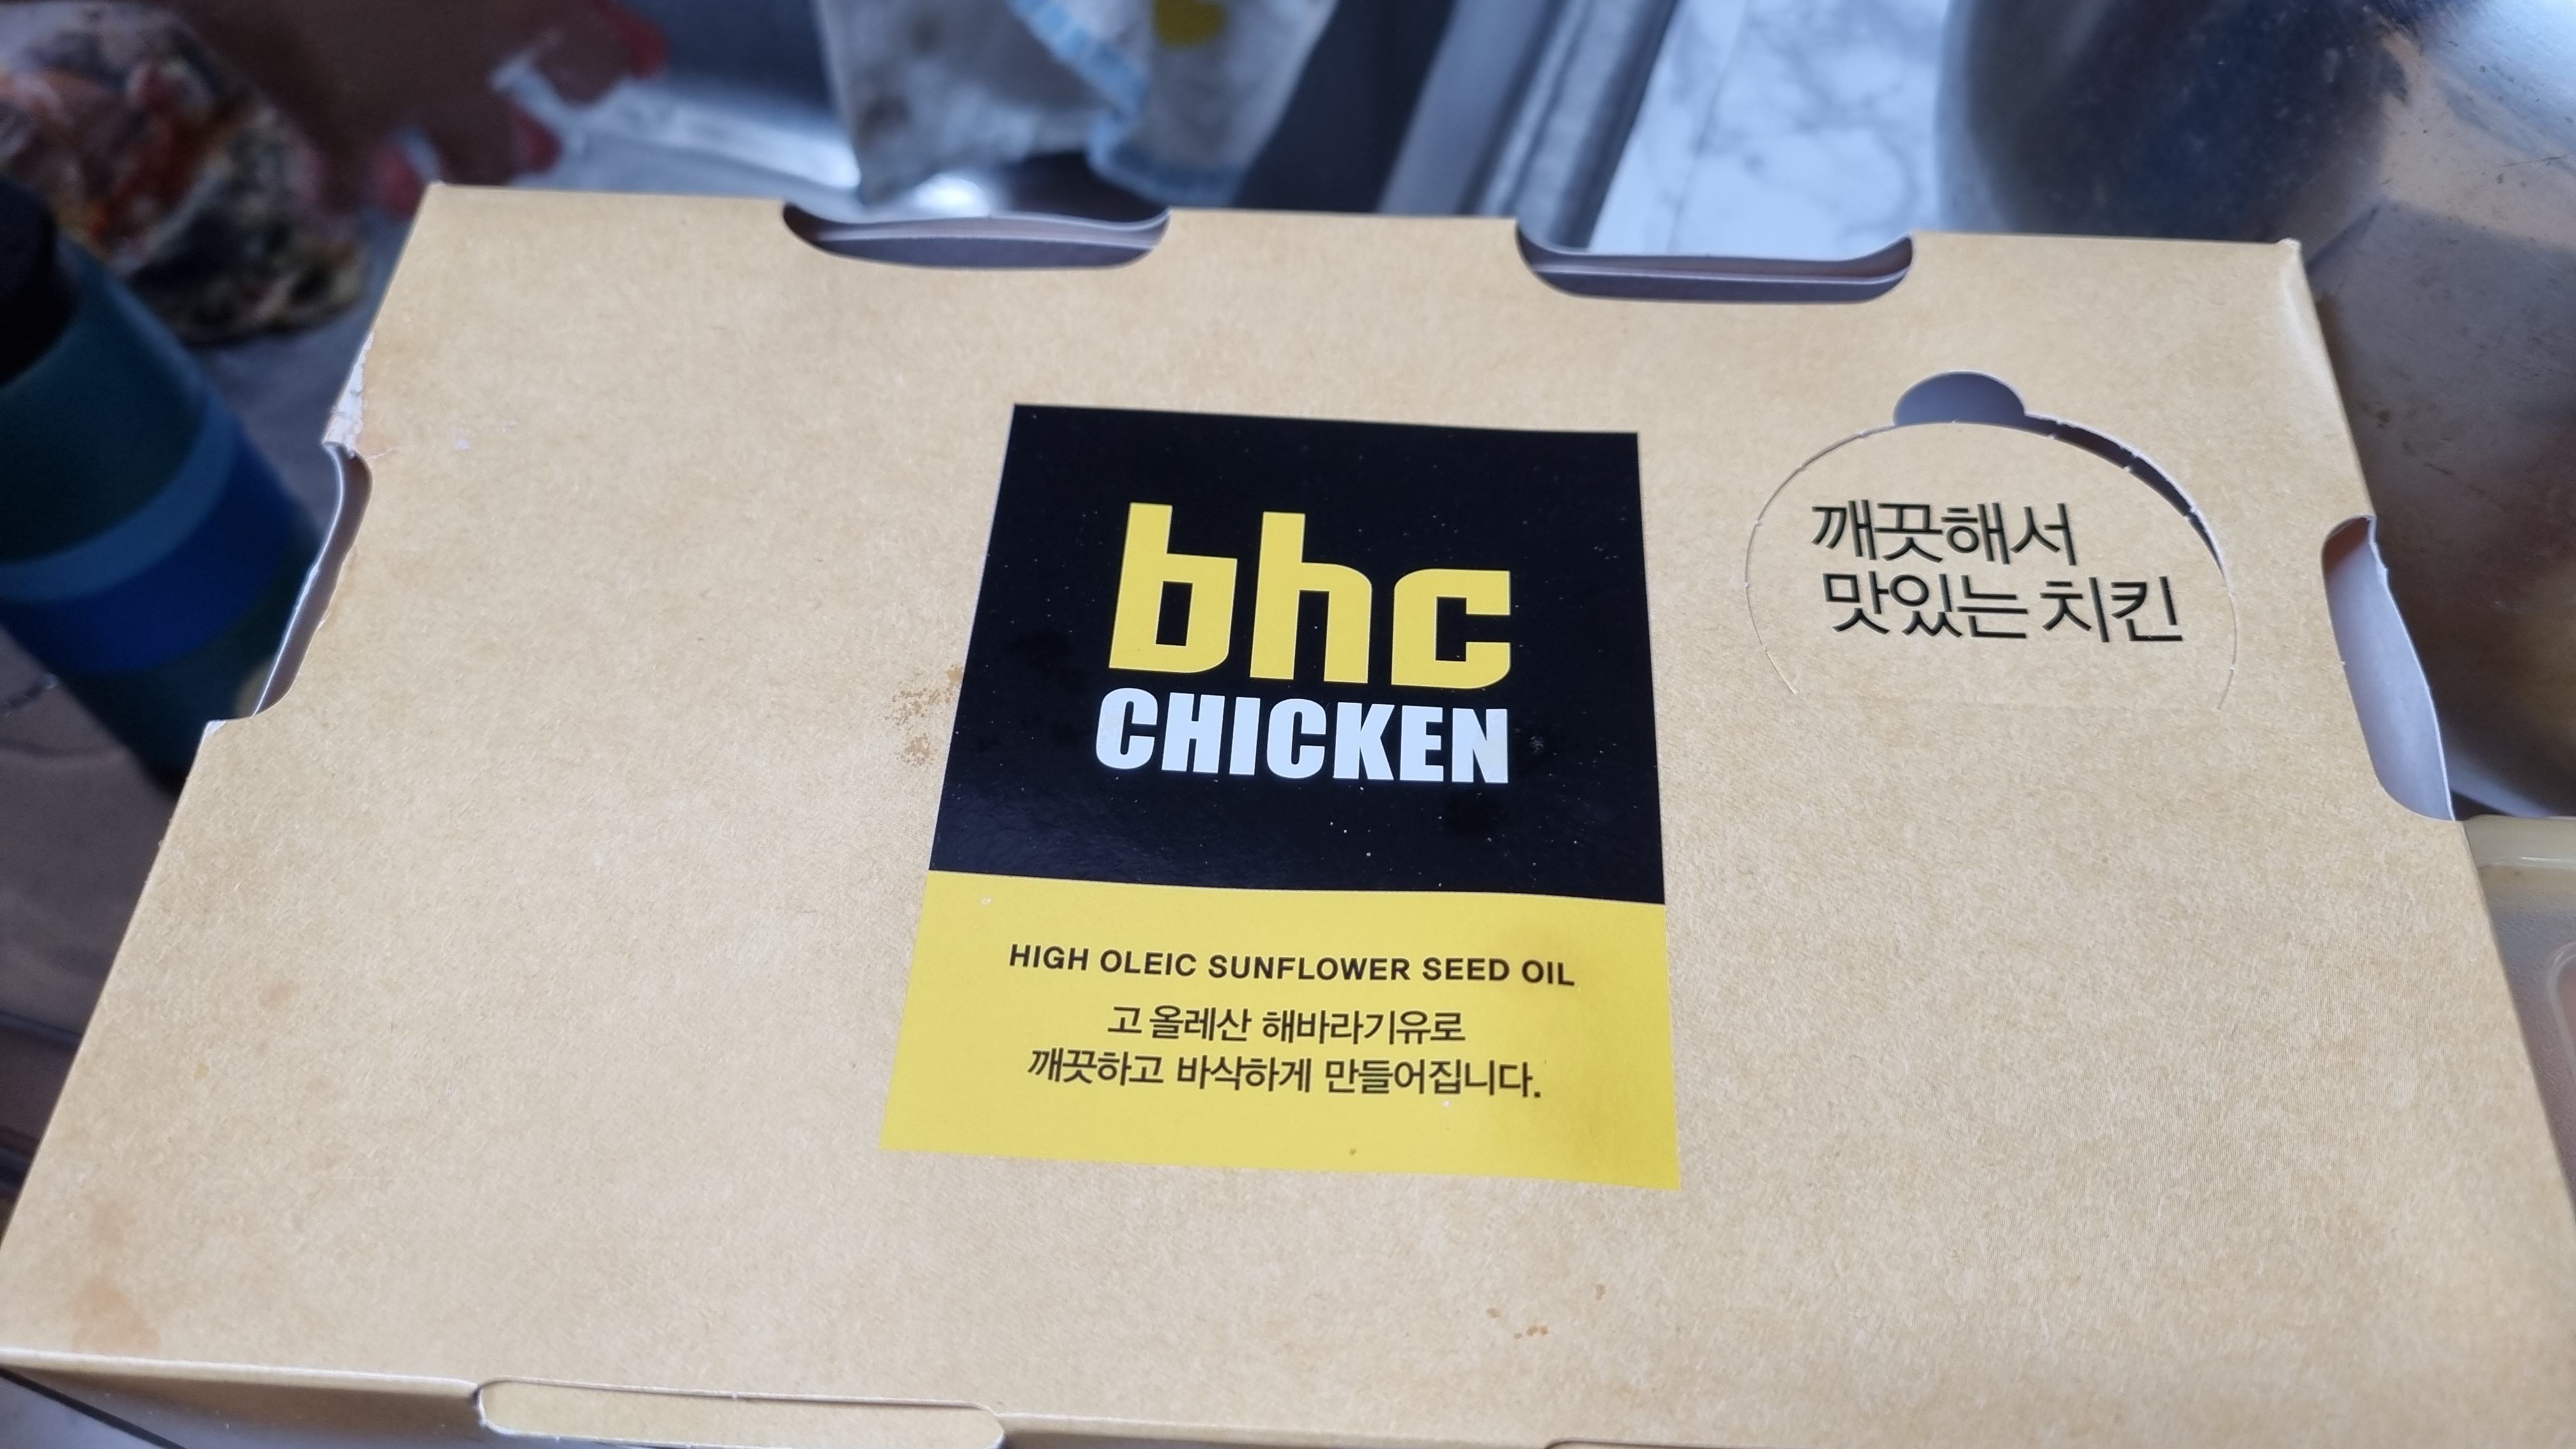 bhc
CHICKEN
HIGH OLEIC SUNFLOWER SEED OIL
고 올레산 해바라기유로
깨끗하고 바삭하게 만들어집니다.
깨끗해서
맛있는 치킨